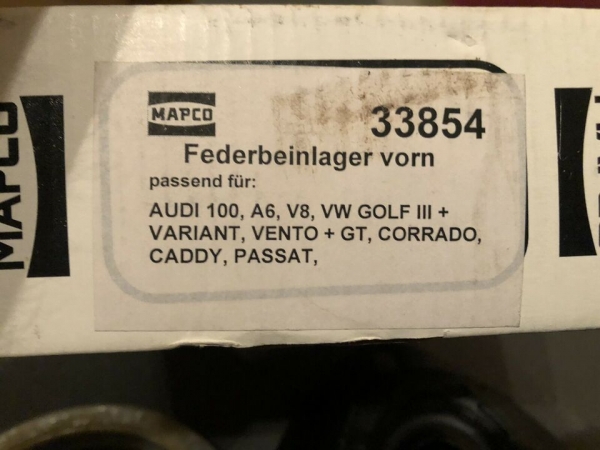 MAPCO
MAPCO
33854
Federbeinlager vorn
passend für:
AUDI 100, A6, V8, VW GOLF III +
VARIANT, VENTO + GT, CORRADO,
CADDY, PASSAT,